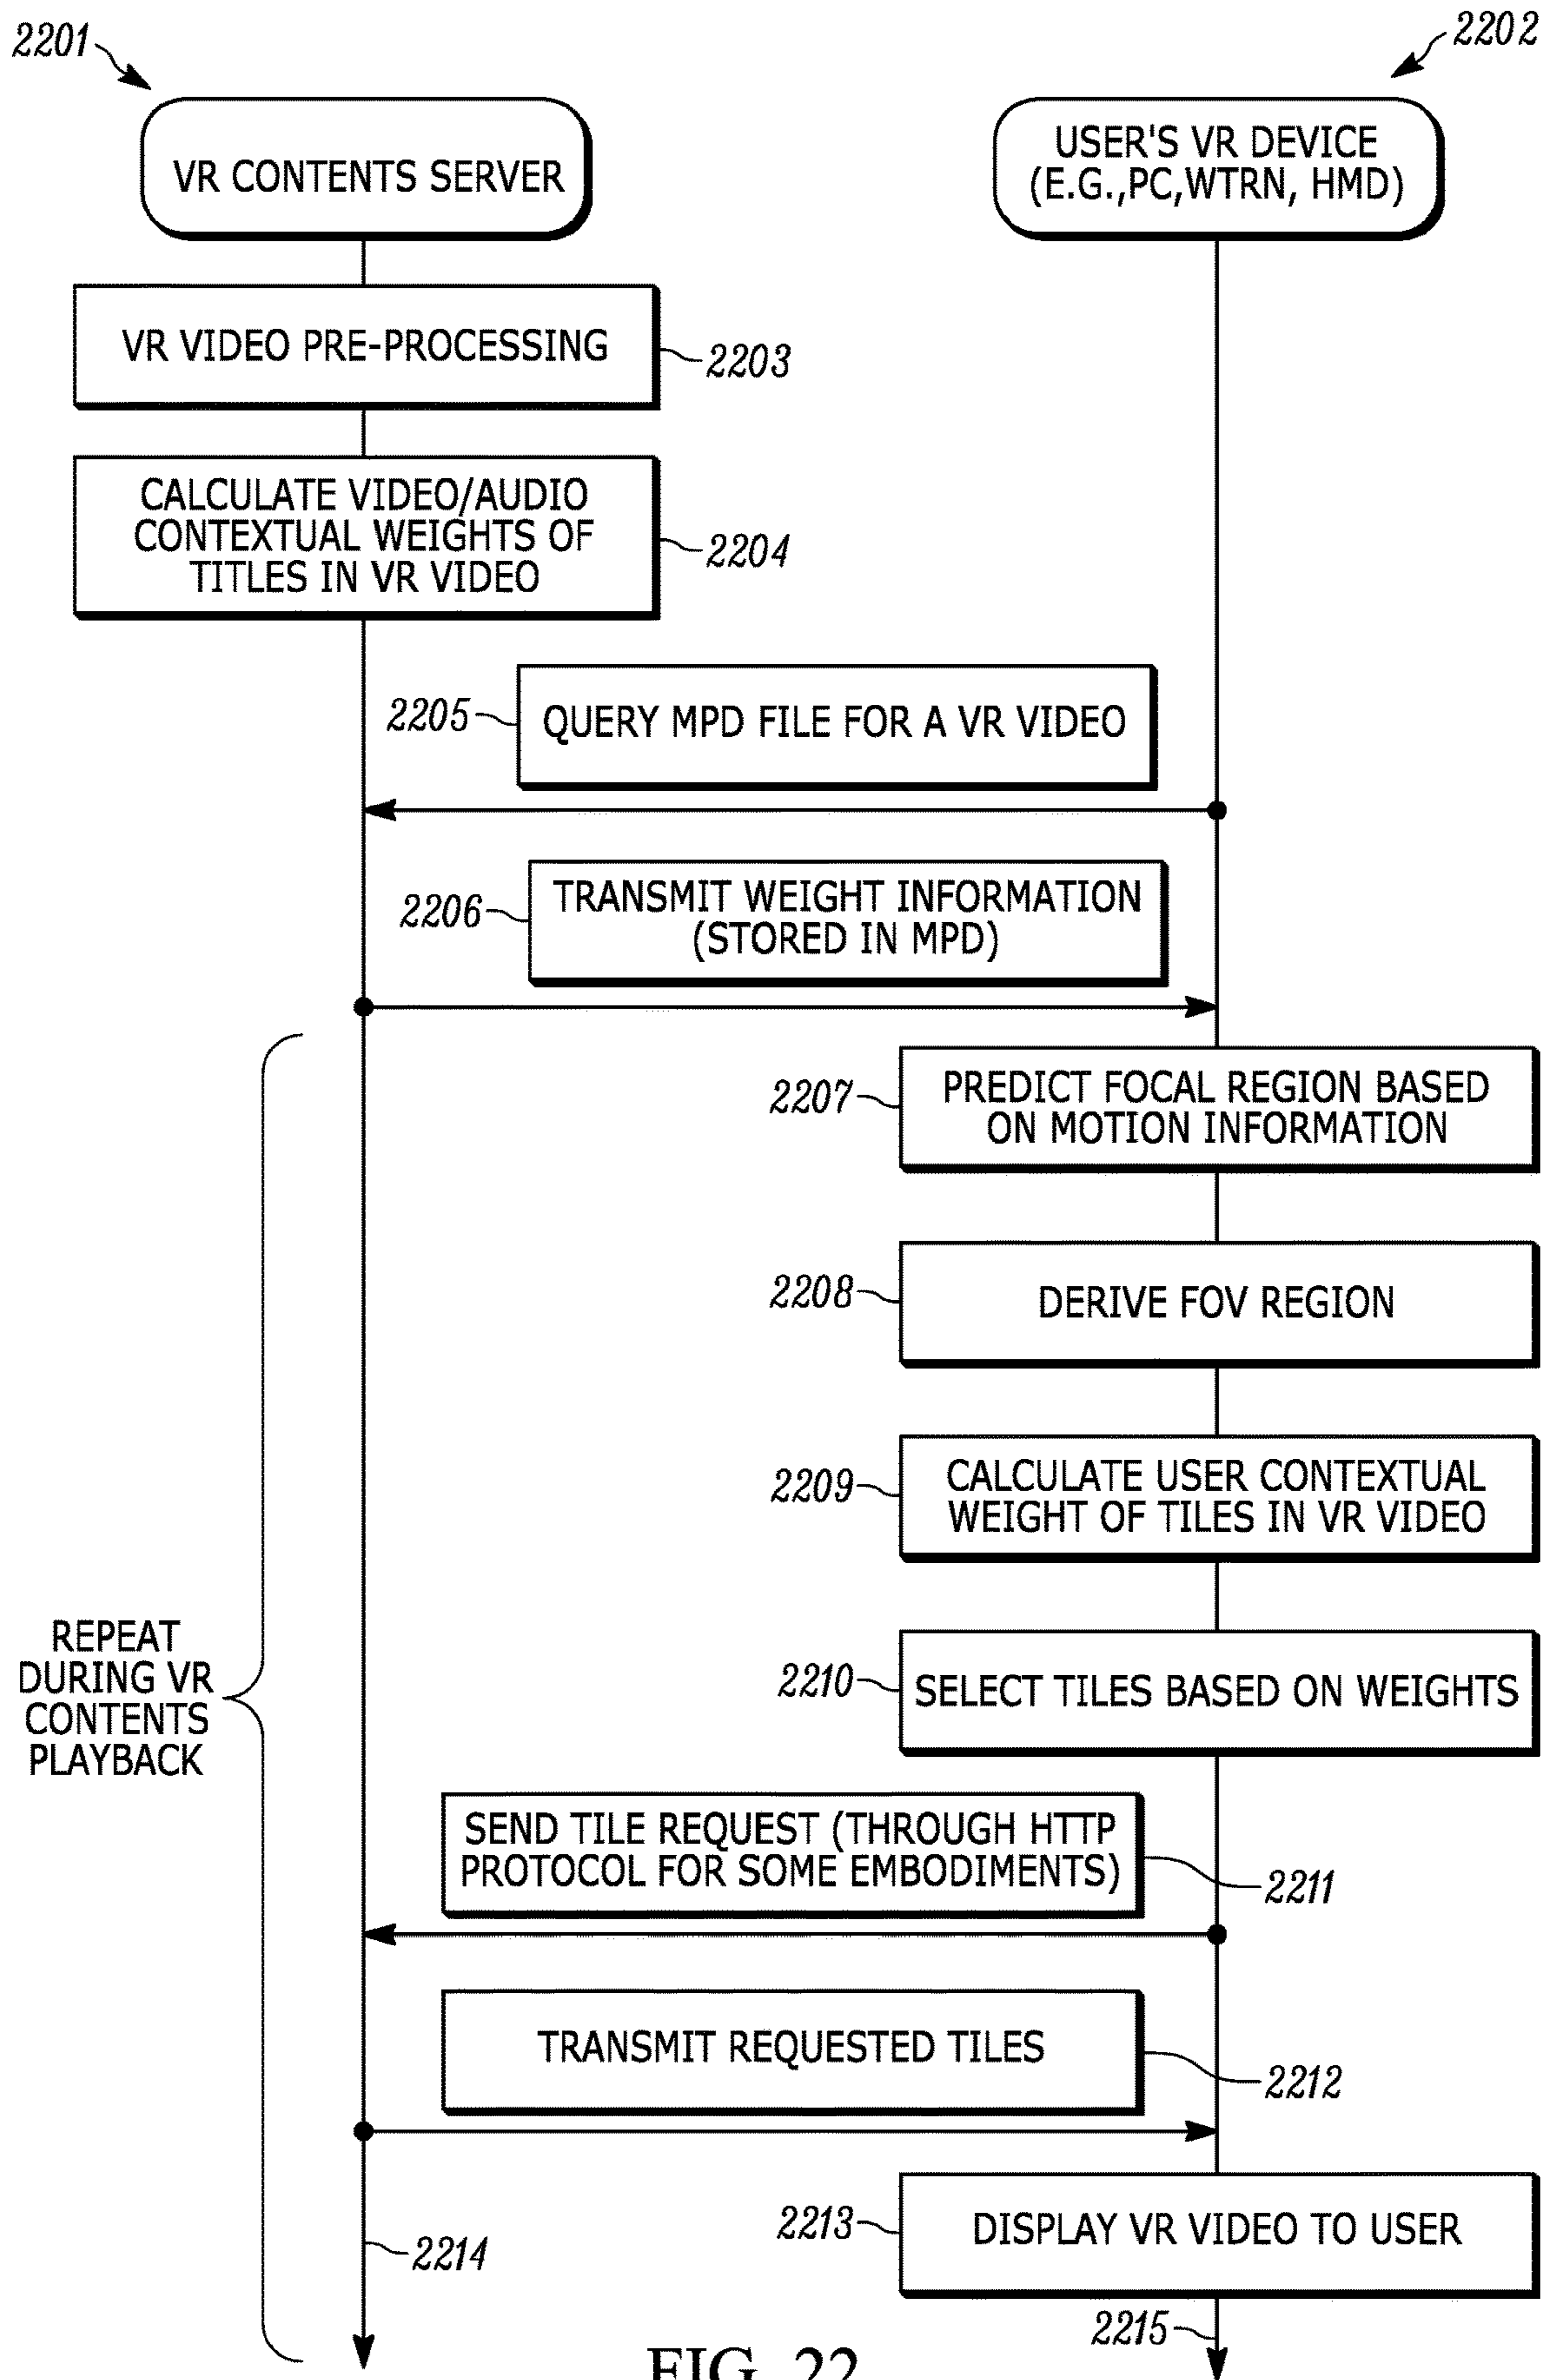 2201
2202
VR CONTENTS SERVER
USER'S VR DEVICE
(E.G.,PC,WTRN, HMD)
VR VIDEO PRE-PROCESSING
2203
CALCULATE VIDEO/AUDIO
CONTEXTUAL WEIGHTS OF
TITLES IN VR VIDEO
2204
2205
QUERY MPD FILE FOR A VR VIDEO
2206
TRANSMIT WEIGHT INFORMATION
(STORED IN MPD)
2207
PREDICT FOCAL REGION BASED
ON MOTION INFORMATION
2208
DERIVE FOV REGION
2209
CALCULATE USER CONTEXTUAL
WEIGHT OF TILES IN VR VIDEO
REPEAT
DURING VR
CONTENTS
PLAYBACK
2210
SELECT TILES BASED ON WEIGHTS
SEND TILE REQUEST (THROUGH HTTP
PROTOCOL FOR SOME EMBODIMENTS)
2211
TRANSMIT REQUESTED TILES
2212
2213
DISPLAY VR VIDEO TO USER
2214
2215
FIG. 22